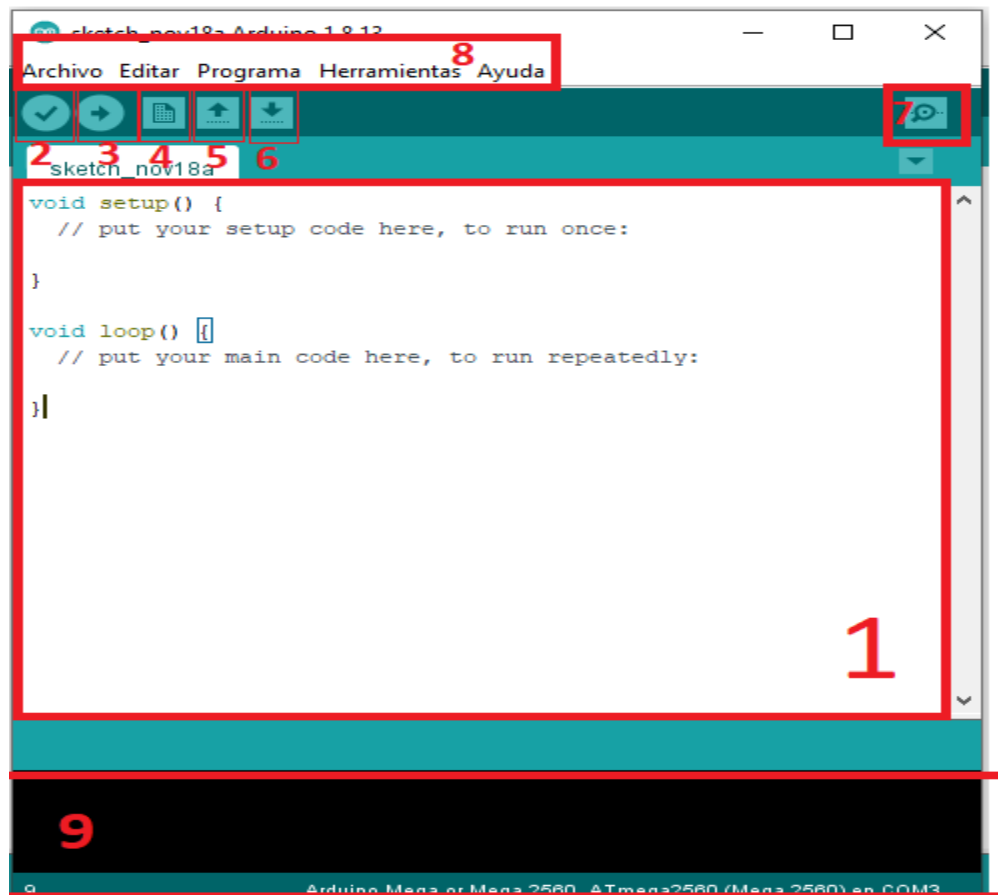 sketch_nov18a Arduino 1.8.13
8
Archivo Editar Programa Herramientas Ayuda
7
2 3 4 5 6
sketch_nov18a
void setup() {
// put your setup code here, to run once:
}
void loop() {
// put your main code here, to run repeatedly:
}
1
9
9 Arduino Mega or Mega 2560, ATmega2560 (Mega 2560) en COM3